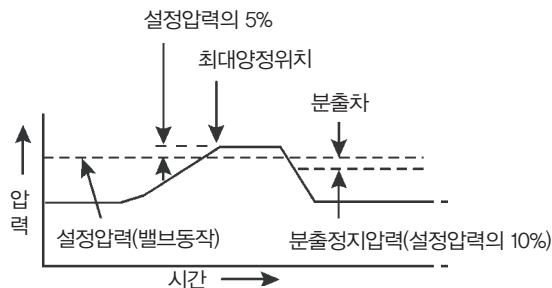 설정압력의 5%
최대양정위치
분출차
압력
설정압력(밸브동작)
분출정지압력(설정압력의 10%)
시간